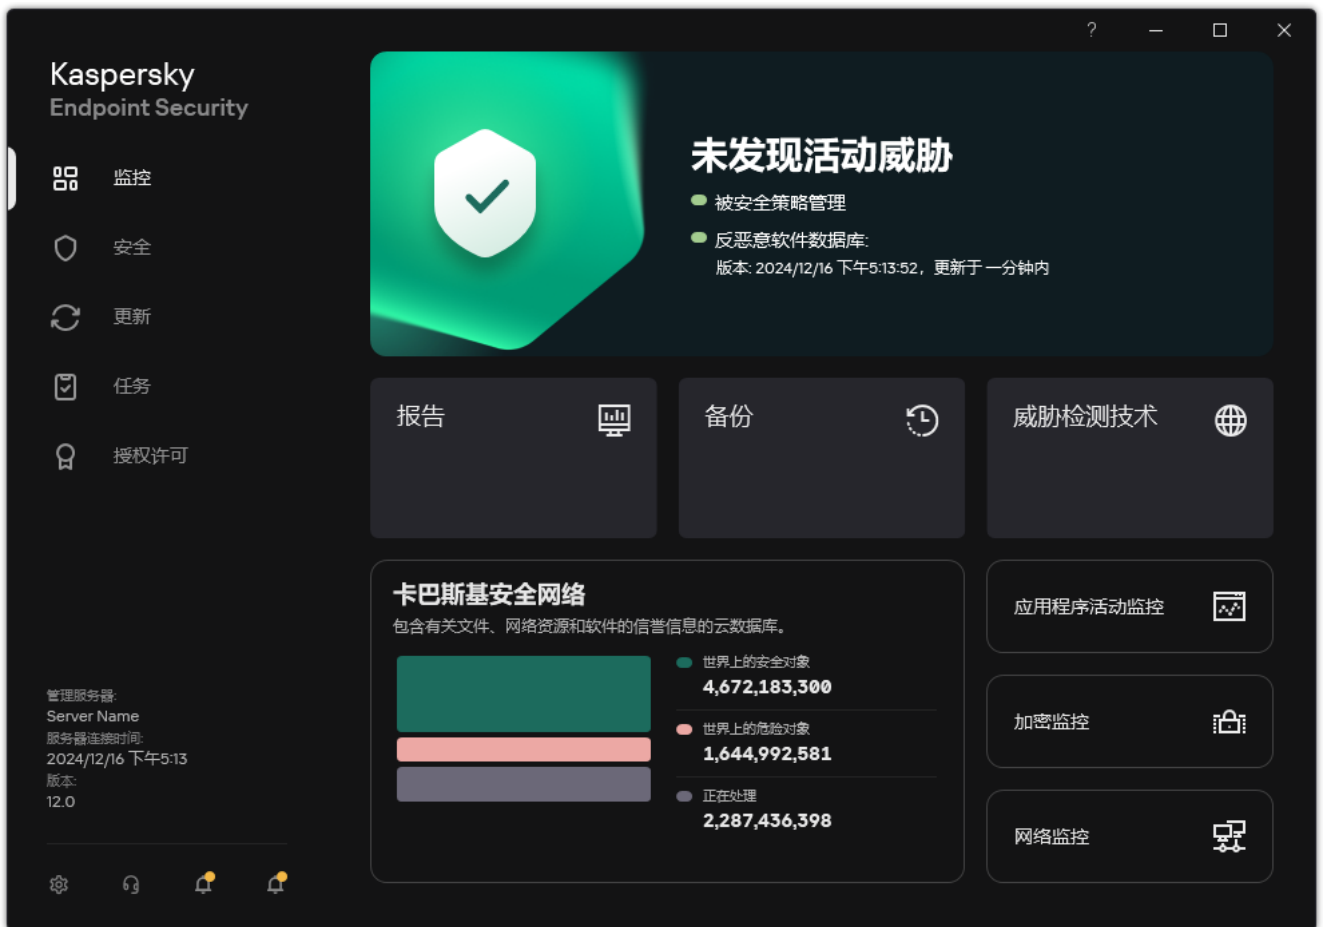 ?
Kaspersky
Endpoint Security
监控
安全
更新
任务
授权许可
管理服务器:
Server Name
服务器连接时间:
2024/12/16 下午5:13
版本:
12.0
未发现活动威胁
被安全策略管理
反恶意软件数据库:
版本: 2024/12/16 下午5:13:52，更新于 一分钟内
报告
备份
威胁检测技术
卡巴斯基安全网络
包含有关文件、网络资源和软件的信誉信息的云数据库。
世界上的安全对象
4,672,183,300
世界上的危险对象
1,644,992,581
正在处理
2,287,436,398
应用程序活动监控
加密监控
网络监控